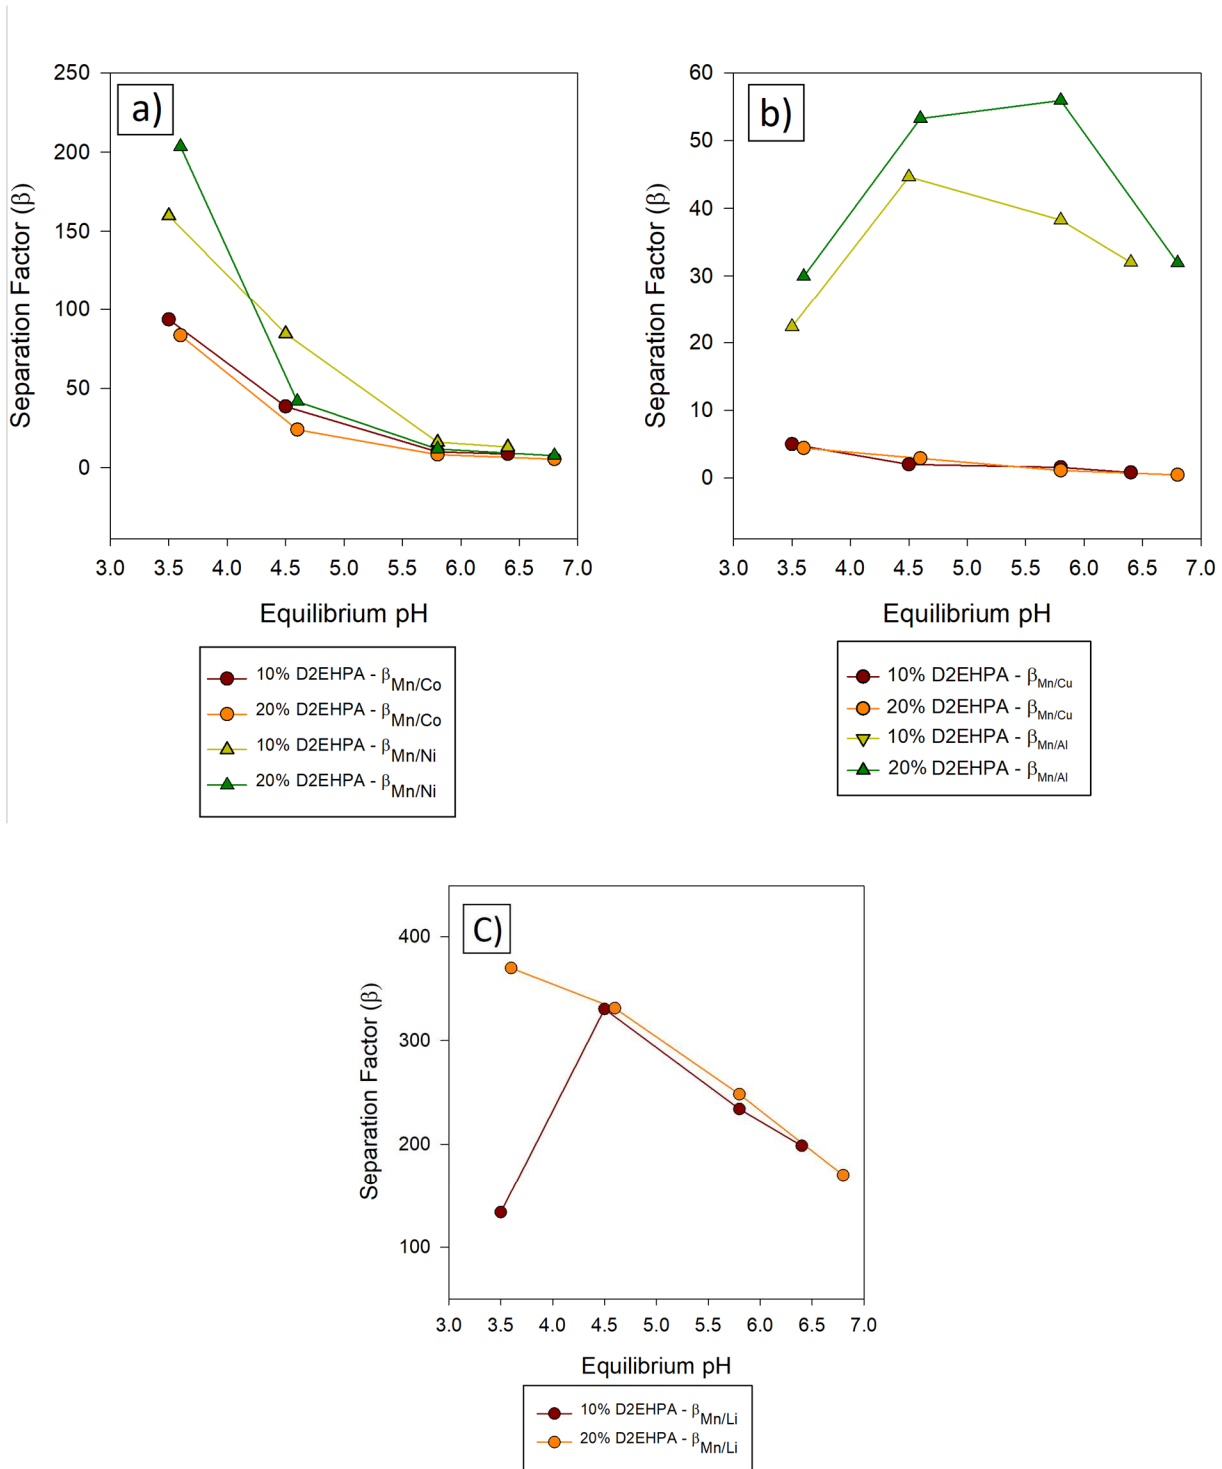 a)
250
200
150
100
50
0
Separation Factor (β)
3.0 3.5 4.0 4.5 5.0 5.5 6.0 6.5 7.0
Equilibrium pH
10% D2EHPA - βMn/Co
20% D2EHPA - βMn/Co
10% D2EHPA - βMn/Ni
20% D2EHPA - βMn/Ni
b)
60
50
40
30
20
10
0
Separation Factor (β)
3.0 3.5 4.0 4.5 5.0 5.5 6.0 6.5 7.0
Equilibrium pH
10% D2EHPA - βMn/Cu
20% D2EHPA - βMn/Cu
10% D2EHPA - βMn/Al
20% D2EHPA - βMn/Al
C)
400
300
200
100
Separation Factor (β)
3.0 3.5 4.0 4.5 5.0 5.5 6.0 6.5 7.0
Equilibrium pH
10% D2EHPA - βMn/Li
20% D2EHPA - βMn/Li